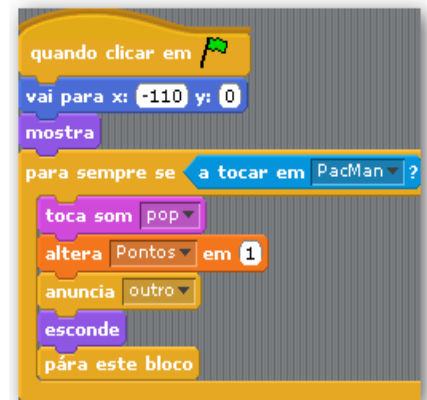 quando clicar em
vai para x: -110 y: 0
mostra
para sempre se a tocar em PacMan ?
toca som pop
altera Pontos em 1
anuncia outro
esconde
pára este bloco